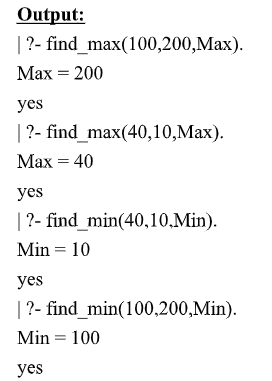 Output:
| ?- find_max(100,200,Max).
Max = 200
yes
| ?- find_max(40,10,Max).
Max = 40
yes
| ?- find_min(40,10,Min).
Min = 10
yes
| ?- find_min(100,200,Min).
Min = 100
yes